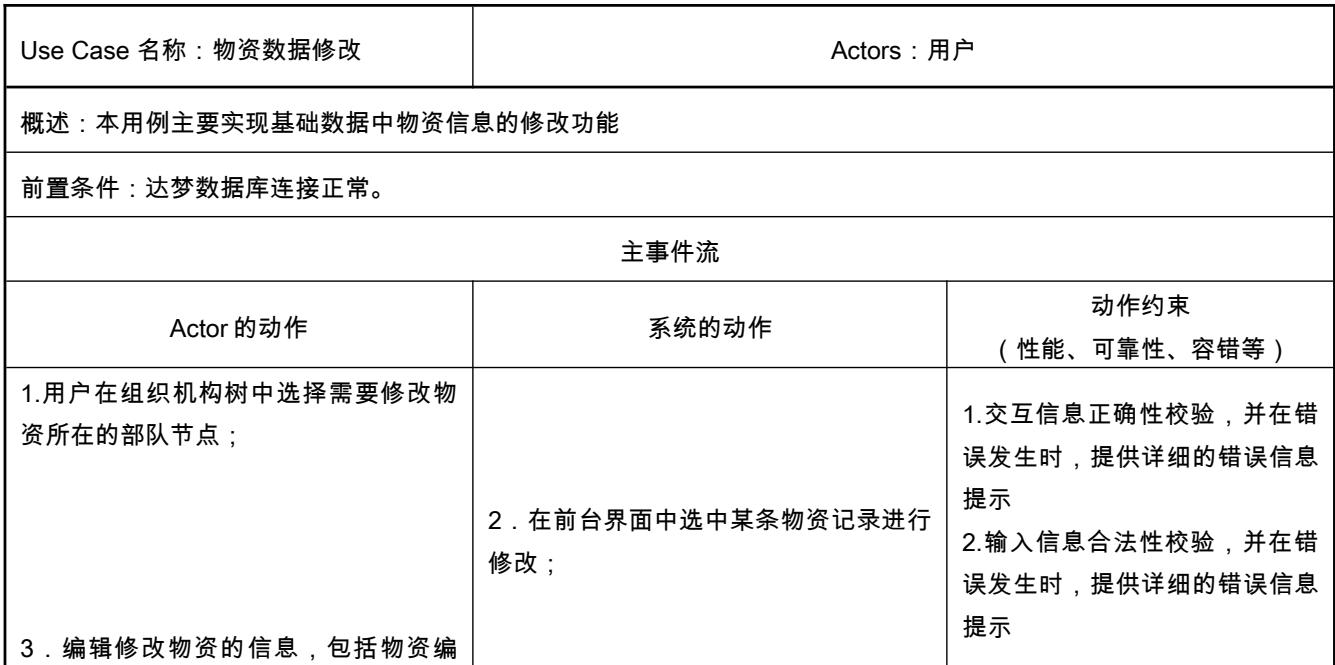 Use Case 名称：物资数据修改
Actors：用户
概述：本用例主要实现基础数据中物资信息的修改功能
前置条件：达梦数据库连接正常。
主事件流
Actor 的动作
系统的动作
动作约束
（性能、可靠性、容错等）
1.用户在组织机构树中选择需要修改物
资所在的部队节点；
2．在前台界面中选中某条物资记录进行
修改；
1.交互信息正确性校验，并在错
误发生时，提供详细的错误信息
提示
2.输入信息合法性校验，并在错
误发生时，提供详细的错误信息
提示
3．编辑修改物资的信息，包括物资编